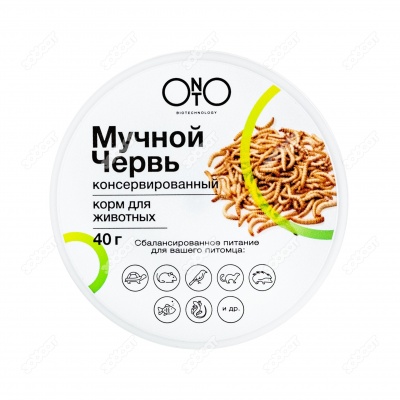 ONTO
BIOTECHNOLOGY
Мучной
Червь
консервированный
корм для
животных
40 г
Сбалансированное питание
для вашего питомца:
и др.